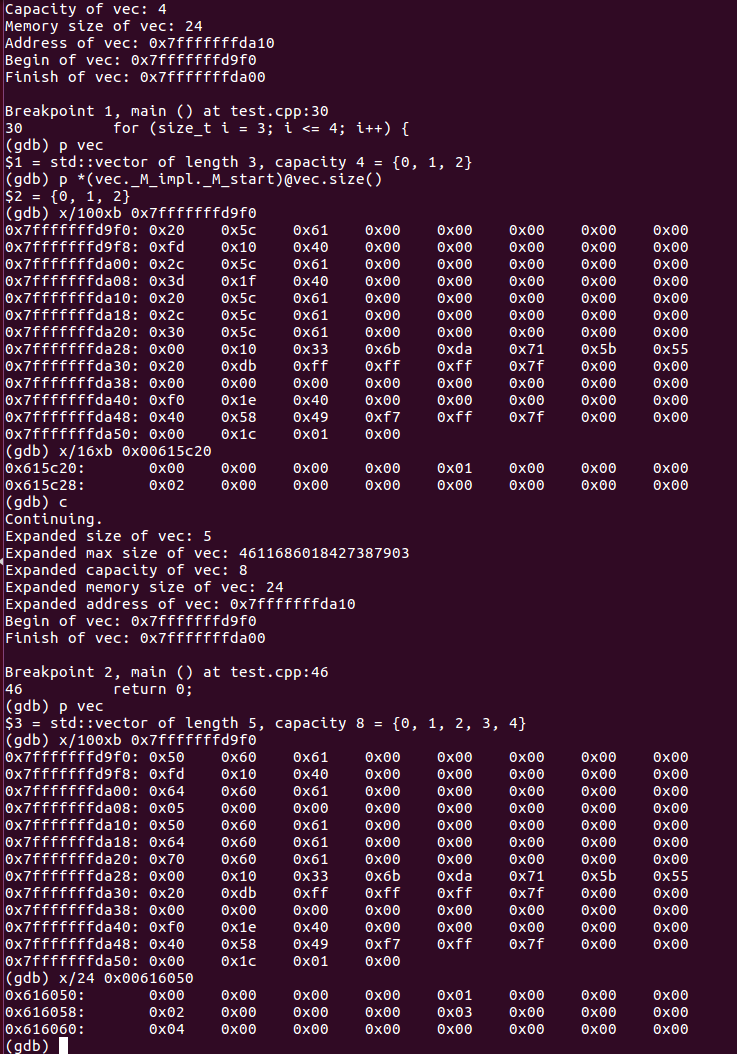 Capacity of vec: 4
Memory size of vec: 24
Address of vec: 0x7fffffffda10
Begin of vec: 0x7fffffffd9f0
Finish of vec: 0x7fffffffda00
Breakpoint 1, main () at test.cpp:30
30 for (size_t i = 3; i <= 4; i++) {
(gdb) p vec
$1 = std::vector of length 3, capacity 4 = {0, 1, 2}
(gdb) p *(vec._M_impl._M_start)@vec.size()
$2 = {0, 1, 2}
(gdb) x/100xb 0x7fffffffd9f0
0x7fffffffd9f0: 0x20 0x5c 0x61 0x00 0x00 0x00 0x00 0x00
0x7fffffffd9f8: 0xfd 0x10 0x40 0x00 0x00 0x00 0x00 0x00
0x7fffffffda00: 0x2c 0x5c 0x61 0x00 0x00 0x00 0x00 0x00
0x7fffffffda08: 0x3d 0x1f 0x40 0x00 0x00 0x00 0x00 0x00
0x7fffffffda10: 0x20 0x5c 0x61 0x00 0x00 0x00 0x00 0x00
0x7fffffffda18: 0x2c 0x5c 0x61 0x00 0x00 0x00 0x00 0x00
0x7fffffffda20: 0x30 0x5c 0x61 0x00 0x00 0x00 0x00 0x00
0x7fffffffda28: 0x00 0x10 0x33 0x6b 0xda 0x71 0x5b 0x55
0x7fffffffda30: 0x20 0xdb 0xff 0xff 0xff 0x7f 0x00 0x00
0x7fffffffda38: 0x00 0x00 0x00 0x00 0x00 0x00 0x00 0x00
0x7fffffffda40: 0xf0 0x1e 0x40 0x00 0x00 0x00 0x00 0x00
0x7fffffffda48: 0x40 0x58 0x49 0xf7 0xff 0x7f 0x00 0x00
0x7fffffffda50: 0x00 0x1c 0x01 0x00
(gdb) x/16xb 0x00615c20
0x615c20: 0x00 0x00 0x00 0x00 0x01 0x00 0x00 0x00
0x615c28: 0x02 0x00 0x00 0x00 0x00 0x00 0x00 0x00
(gdb) c
Continuing.
Expanded size of vec: 5
Expanded max size of vec: 4611686018427387903
Expanded capacity of vec: 8
Expanded memory size of vec: 24
Expanded address of vec: 0x7fffffffda10
Begin of vec: 0x7fffffffd9f0
Finish of vec: 0x7fffffffda00
Breakpoint 2, main () at test.cpp:46
46 return 0;
(gdb) p vec
$3 = std::vector of length 5, capacity 8 = {0, 1, 2, 3, 4}
(gdb) x/100xb 0x7fffffffd9f0
0x7fffffffd9f0: 0x50 0x60 0x61 0x00 0x00 0x00 0x00 0x00
0x7fffffffd9f8: 0xfd 0x10 0x40 0x00 0x00 0x00 0x00 0x00
0x7fffffffda00: 0x64 0x60 0x61 0x00 0x00 0x00 0x00 0x00
0x7fffffffda08: 0x05 0x00 0x00 0x00 0x00 0x00 0x00 0x00
0x7fffffffda10: 0x50 0x60 0x61 0x00 0x00 0x00 0x00 0x00
0x7fffffffda18: 0x64 0x60 0x61 0x00 0x00 0x00 0x00 0x00
0x7fffffffda20: 0x70 0x60 0x61 0x00 0x00 0x00 0x00 0x00
0x7fffffffda28: 0x00 0x10 0x33 0x6b 0xda 0x71 0x5b 0x55
0x7fffffffda30: 0x20 0xdb 0xff 0xff 0xff 0x7f 0x00 0x00
0x7fffffffda38: 0x00 0x00 0x00 0x00 0x00 0x00 0x00 0x00
0x7fffffffda40: 0xf0 0x1e 0x40 0x00 0x00 0x00 0x00 0x00
0x7fffffffda48: 0x40 0x58 0x49 0xf7 0xff 0x7f 0x00 0x00
0x7fffffffda50: 0x00 0x1c 0x01 0x00
(gdb) x/24 0x00616050
0x616050: 0x00 0x00 0x00 0x00 0x01 0x00 0x00 0x00
0x616058: 0x02 0x00 0x00 0x00 0x03 0x00 0x00 0x00
0x616060: 0x04 0x00 0x00 0x00 0x00 0x00 0x00 0x00
(gdb)